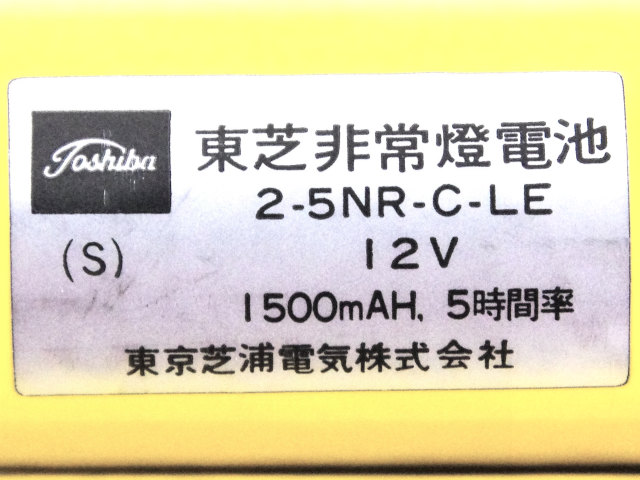 Toshiba
東芝非常燈電池
2-5NR-C-LE
(S)
12V
1500mAH, 5時間率
東京芝浦電気株式会社